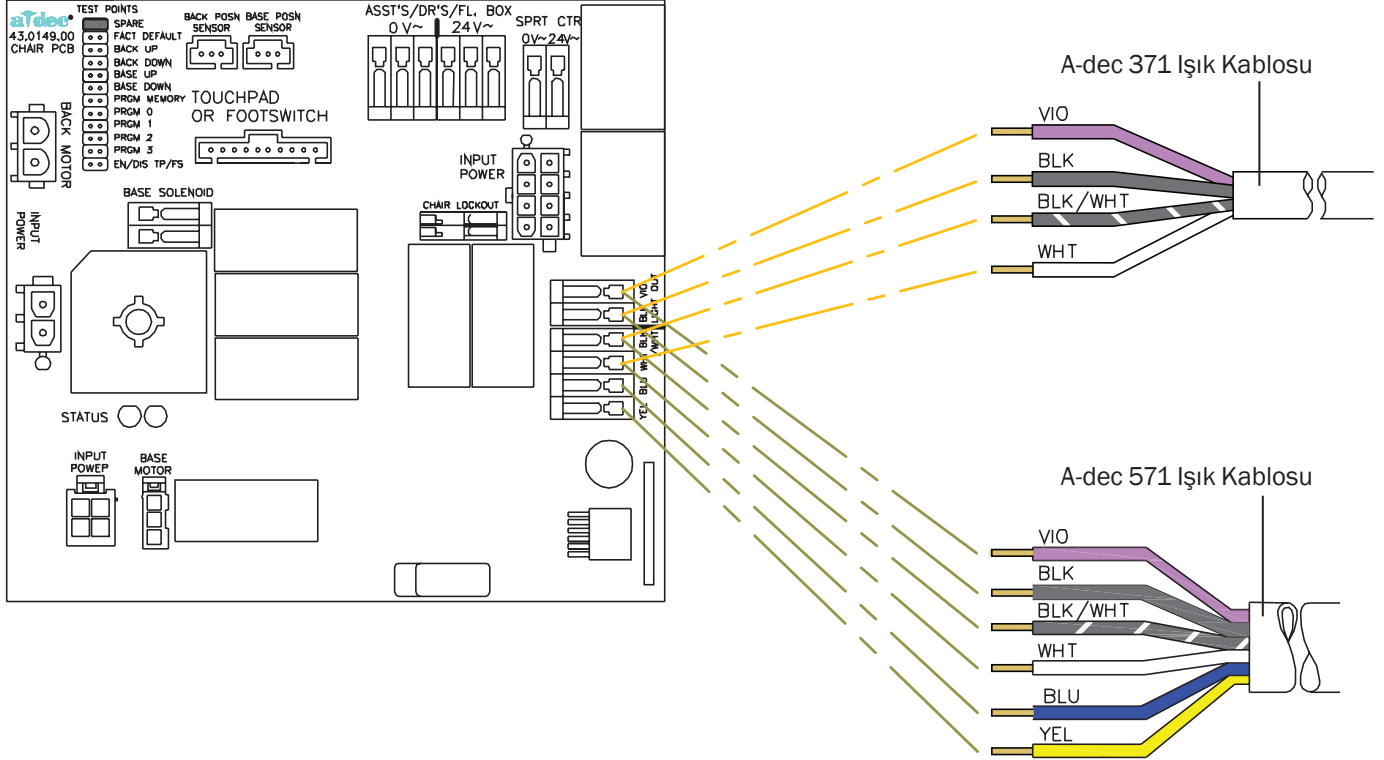 TEST POINTS
a dec
43.0149.00
CHAIR PCB
SPARE
FACT DEFAULT
BACK UP
BACK DOWN
BASE UP
BASE DOWN
PRGM MEMORY
PRGM 0
PRGM 1
PRGM 2
PRGM 3
EN/DIS TP/FS
BACK POSN
SENSOR
BASE POSN
SENSOR
ASST'S/DR'S/FL. BOX
0 V~ 24V~
SPRT CTR
0V~24V~
TOUCHPAD
OR FOOTSWITCH
BACK MOTOR
INPUT
POWER
BASE SOLENOID
INPUT
POWER
CHAIR LOCKOUT
VIO
BLK
BLK
/WHT
WHT
BLU
YEL
LIGHT OUT
STATUS
INPUT
POWEP
BASE
MOTOR
A-dec 371 Işık Kablosu
VIO
BLK
BLK/WHT
WHT
A-dec 571 Işık Kablosu
VIO
BLK
BLK/WHT
WHT
BLU
YEL